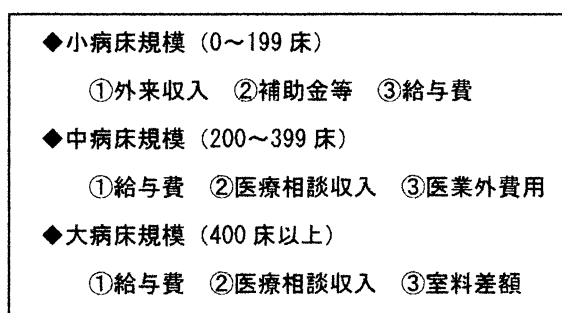 ◆小病床規模（0～199 床）
①外来収入　②補助金等　③給与費
◆中病床規模（200～399 床）
①給与費　②医療相談収入　③医業外費用
◆大病床規模（400 床以上）
①給与費　②医療相談収入　③室料差額